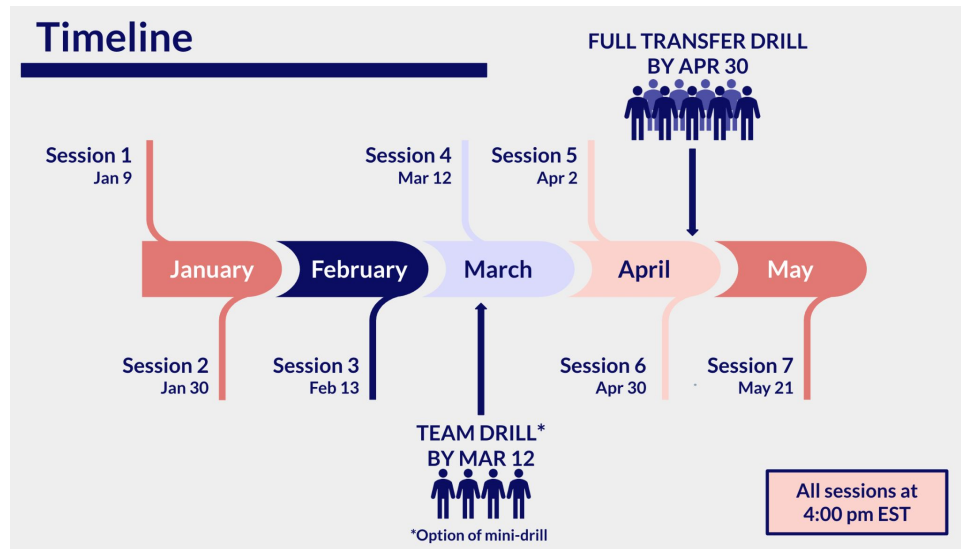 Timeline
FULL TRANSFER DRILL
BY APR 30
Session 1
Jan 9
Session 4
Mar 12
Session 5
Apr 2
January
February
March
April
May
Session 2
Jan 30
Session 3
Feb 13
Session 6
Apr 30
Session 7
May 21
TEAM DRILL*
BY MAR 12
*Option of mini-drill
All sessions at
4:00 pm EST